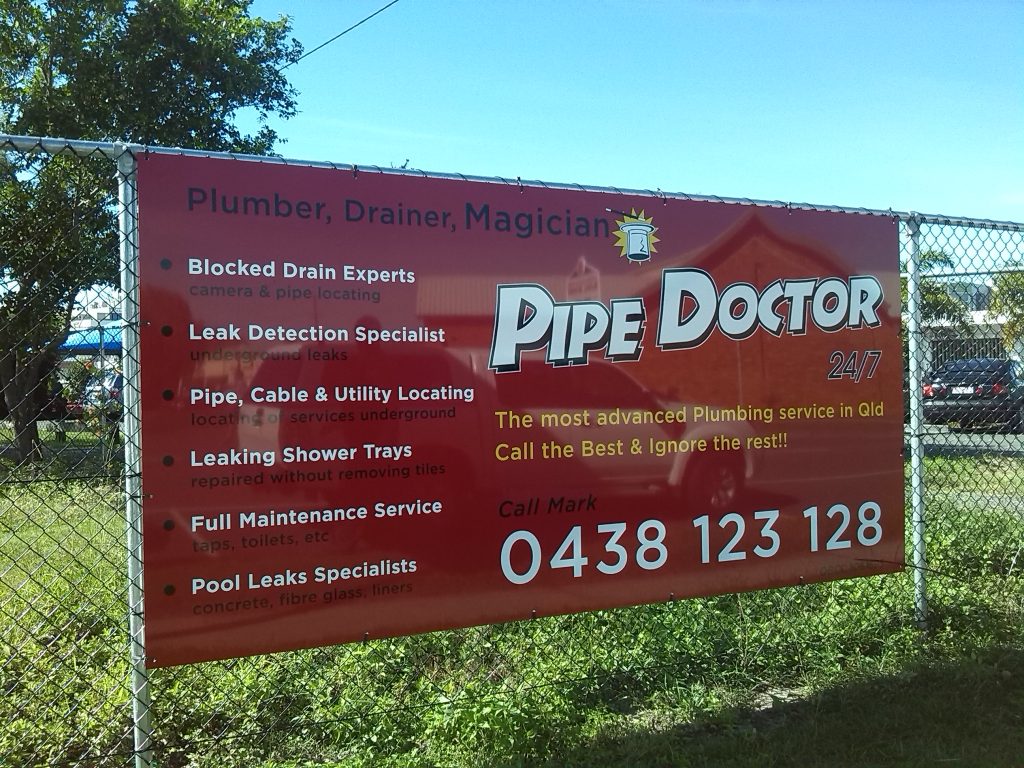 Plumber, Drainer, Magician
Blocked Drain Experts
camera & pipe locating
Leak Detection Specialist
underground leaks
Pipe, Cable & Utility Locating
locating of services underground
Leaking Shower Trays
repaired without removing tiles
Full Maintenance Service
taps, toilets, etc
Pool Leaks Specialists
concrete, fibre glass, liners
PIPE DOCTOR
24/7
The most advanced Plumbing service in Qld
Call the Best & Ignore the rest!!
Call Mark
0438 123 128